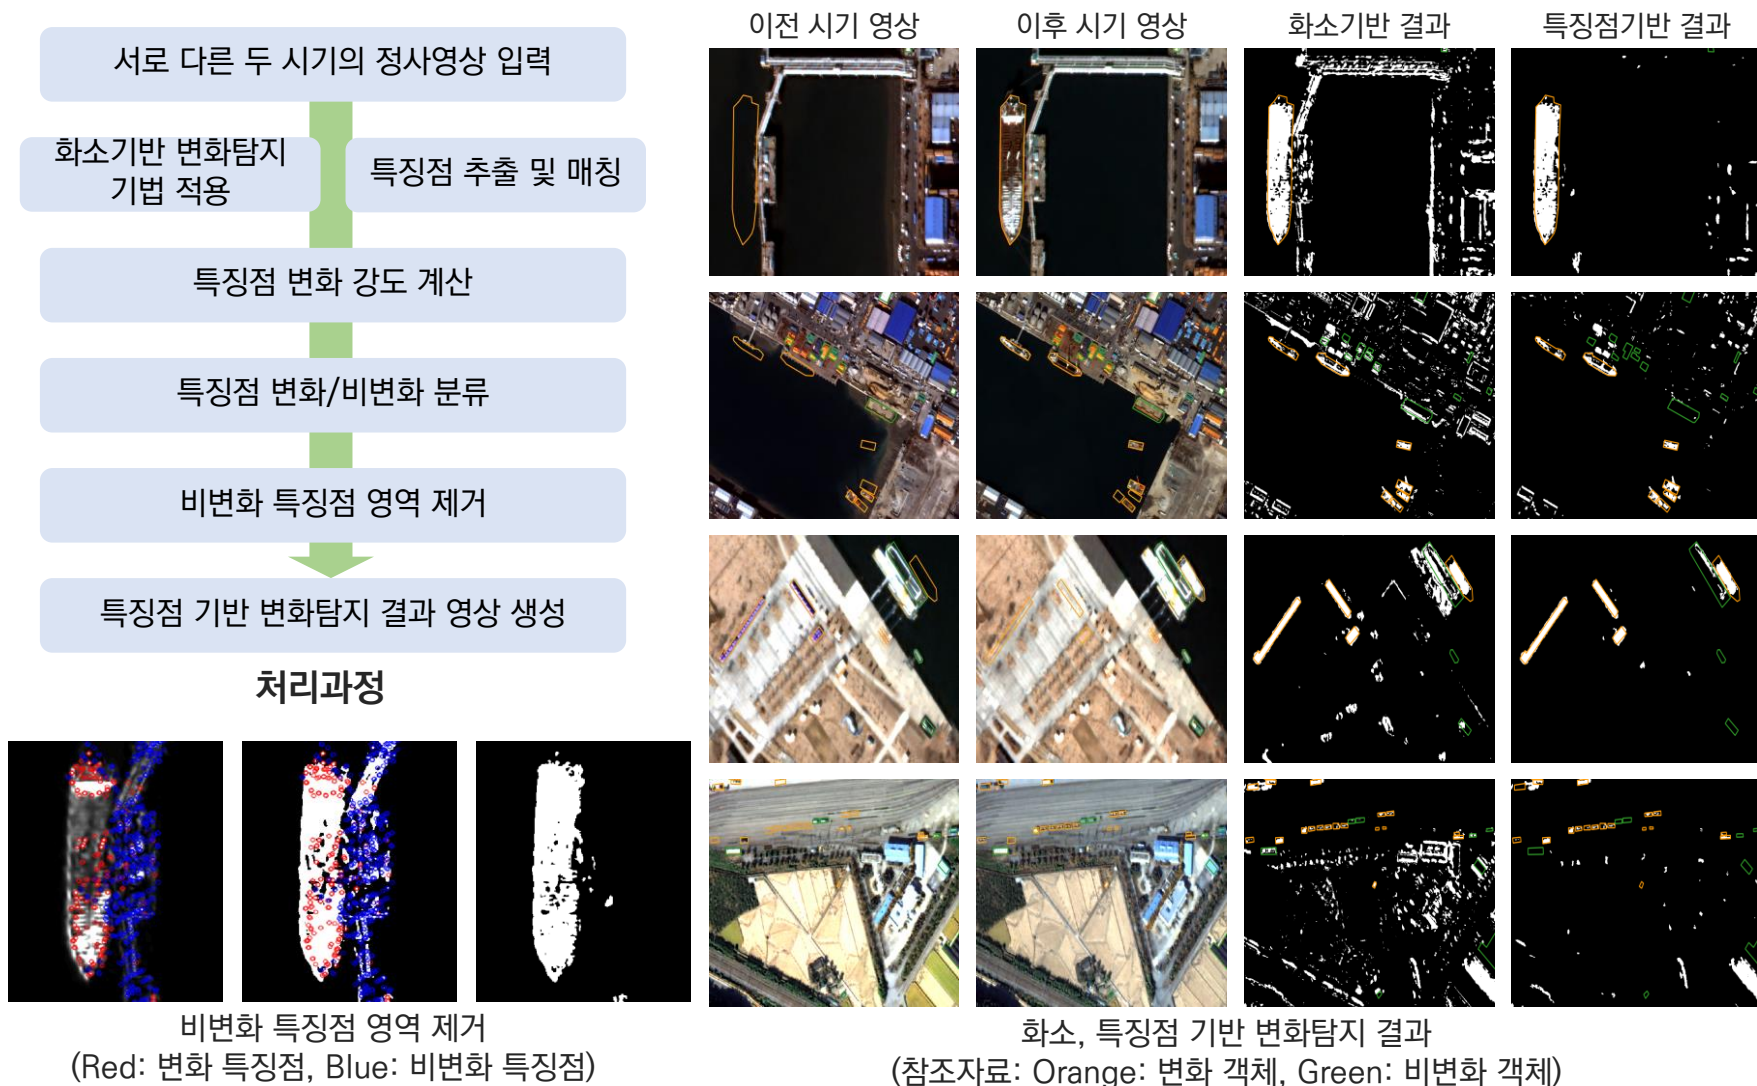 서로 다른 두 시기의 정사영상 입력
화소기반 변화탐지
기법 적용
특징점 추출 및 매칭
특징점 변화 강도 계산
특징점 변화/비변화 분류
비변화 특징점 영역 제거
특징점 기반 변화탐지 결과 영상 생성
처리과정
비변화 특징점 영역 제거
(Red: 변화 특징점, Blue: 비변화 특징점)
이전 시기 영상
이후 시기 영상
화소기반 결과
특징점기반 결과
화소, 특징점 기반 변화탐지 결과
(참조자료: Orange: 변화 객체, Green: 비변화 객체)